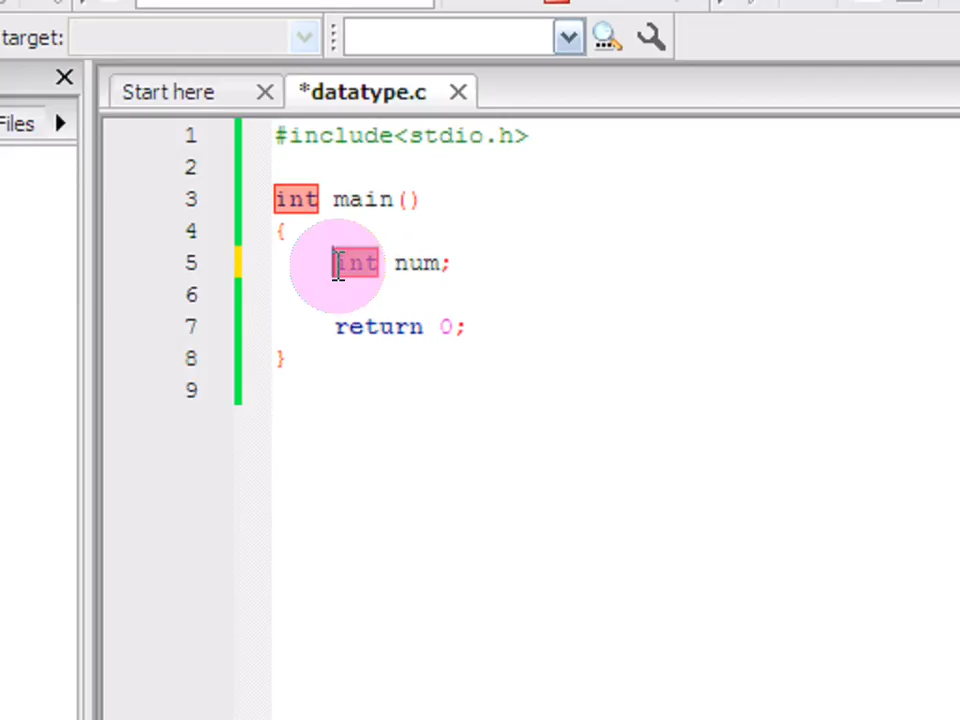 target:
Start here
*datatype.c
Files
1 #include<stdio.h>
2
3 int main()
4 {
5 int num;
6
7 return 0;
8 }
9